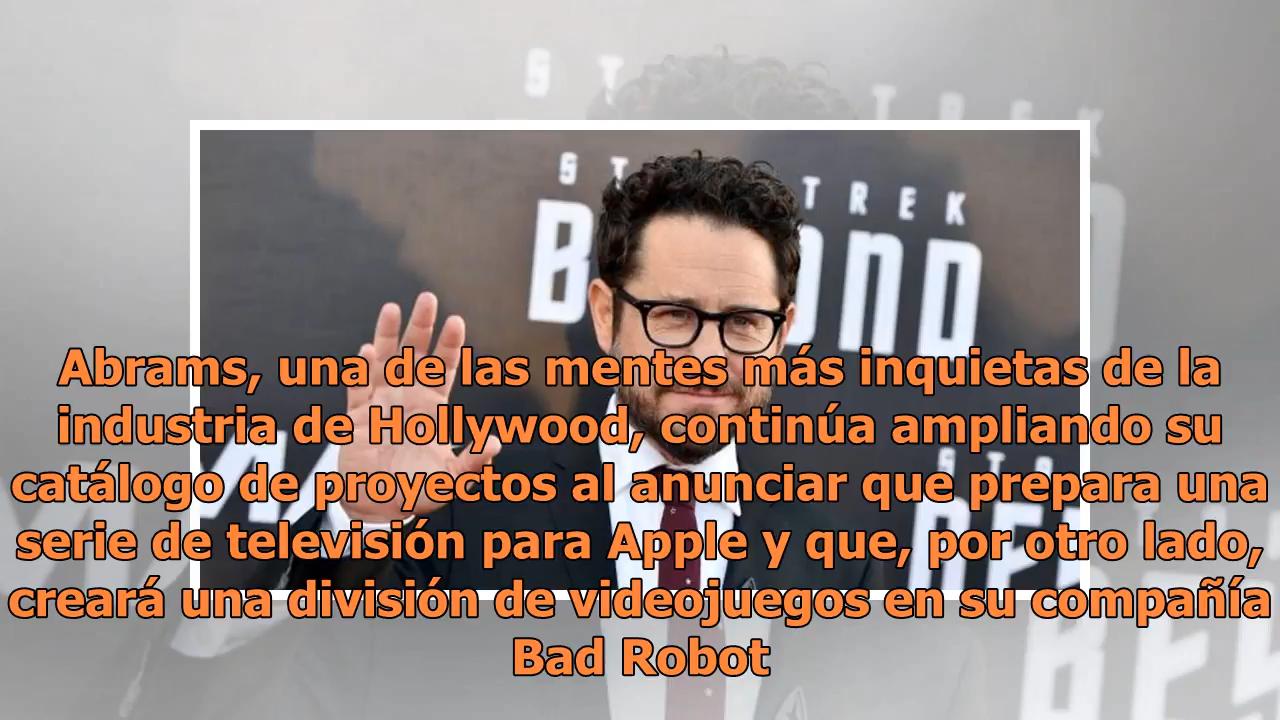 STAR TREK
BEYOND
Abrams, una de las mentes más inquietas de la
industria de Hollywood, continúa ampliando su
catálogo de proyectos al anunciar que prepara una
serie de televisión para Apple y que, por otro lado,
creará una división de videojuegos en su compañía
Bad Robot